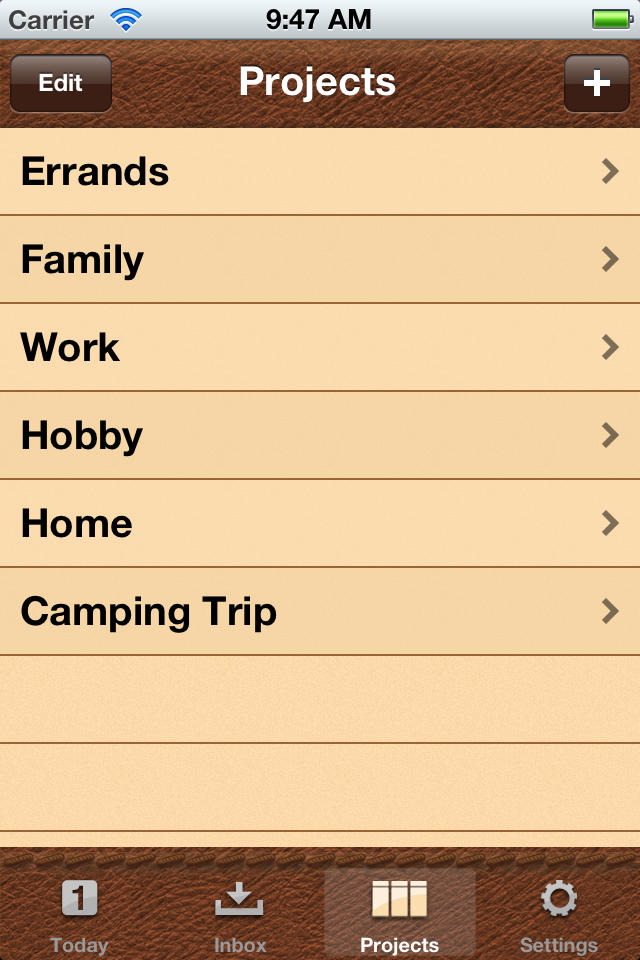 Carrier 9:47 AM
Edit Projects +
Errands
Family
Work
Hobby
Home
Camping Trip
1
Today Inbox Projects Settings